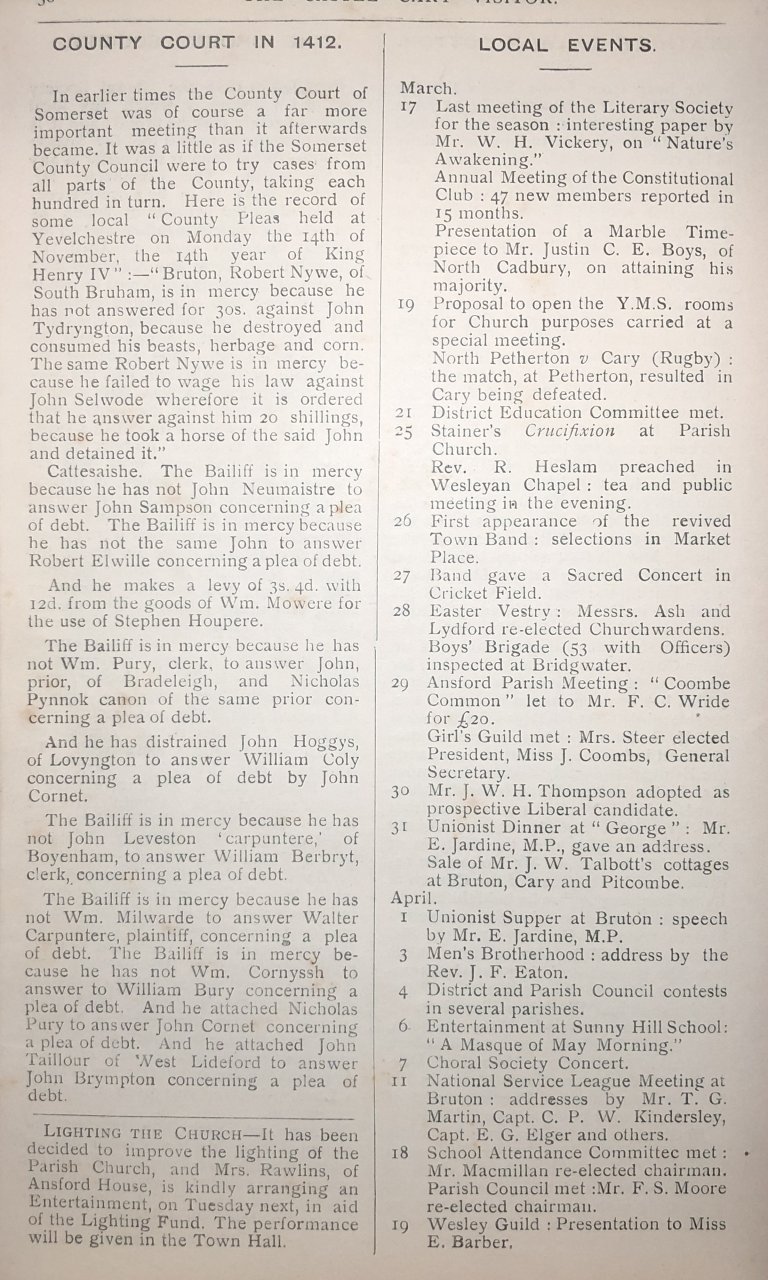 THE CASTLE CARY VISITOR.
COUNTY COURT IN 1412.
In earlier times the County Court of
Somerset was of course a far more
important meeting than it afterwards
became. It was a little as if the Somerset
County Council were to try cases from
all parts of the County, taking each
hundred in turn. Here is the record of
some local “County Pleas held at
Yevelchestre on Monday the 14th of
November, the 14th year of King
Henry IV” :—“Bruton, Robert Nywe, of
South Bruham, is in mercy because he
has not answered for 30s. against John
Tydryngton, because he destroyed and
consumed his beasts, herbage and corn.
The same Robert Nywe is in mercy be-
cause he failed to wage his law against
John Selwode wherefore it is ordered
that he answer against him 20 shillings,
because he took a horse of the said John
and detained it.”
Cattesaishe. The Bailiff is in mercy
because he has not John Neumaistre to
answer John Sampson concerning a plea
of debt. The Bailiff is in mercy because
he has not the same John to answer
Robert Elwille concerning a plea of debt.
And he makes a levy of 3s. 4d. with
12d. from the goods of Wm. Mowere for
the use of Stephen Houpere.
The Bailiff is in mercy because he has
not Wm. Pury, clerk, to answer John,
prior, of Bradeleigh, and Nicholas
Pynnok canon of the same prior con-
cerning a plea of debt.
And he has distrained John Hoggys,
of Lovyngton to answer William Coly
concerning a plea of debt by John
Cornet.
The Bailiff is in mercy because he has
not John Leveston ‘carpuntere,’ of
Boyenham, to answer William Berbryt,
clerk, concerning a plea of debt.
The Bailiff is in mercy because he has
not Wm. Milwarde to answer Walter
Carpuntere, plaintiff, concerning a plea
of debt. The Bailiff is in mercy be-
cause he has not Wm. Cornyssh to
answer to William Bury concerning a
plea of debt. And he attached Nicholas
Pury to answer John Cornet concerning
a plea of debt. And he attached John
Taillour of West Lideford to answer
John Brympton concerning a plea of
debt.
LIGHTING THE CHURCH—It has been
decided to improve the lighting of the
Parish Church, and Mrs. Rawlins, of
Ansford House, is kindly arranging an
Entertainment, on Tuesday next, in aid
of the Lighting Fund. The performance
will be given in the Town Hall.
LOCAL EVENTS.
March.
17 Last meeting of the Literary Society
for the season : interesting paper by
Mr. W. H. Vickery, on “Nature's
Awakening.”
Annual Meeting of the Constitutional
Club : 47 new members reported in
15 months.
Presentation of a Marble Time-
piece to Mr. Justin C. E. Boys, of
North Cadbury, on attaining his
majority.
19 Proposal to open the Y.M.S. rooms
for Church purposes carried at a
special meeting.
North Petherton v Cary (Rugby) :
the match, at Petherton, resulted in
Cary being defeated.
21 District Education Committee met.
25 Stainer's Crucifixion at Parish
Church.
Rev. R. Heslam preached in
Wesleyan Chapel : tea and public
meeting in the evening.
26 First appearance of the revived
Town Band : selections in Market
Place.
27 Band gave a Sacred Concert in
Cricket Field.
28 Easter Vestry : Messrs. Ash and
Lydford re-elected Churchwardens.
Boys' Brigade (53 with Officers)
inspected at Bridgwater.
29 Ansford Parish Meeting : “Coombe
Common” let to Mr. F. C. Wride
for £20.
Girl's Guild met : Mrs. Steer elected
President, Miss J. Coombs, General
Secretary.
30 Mr. J. W. H. Thompson adopted as
prospective Liberal candidate.
31 Unionist Dinner at “George” : Mr.
E. Jardine, M.P., gave an address.
Sale of Mr. J. W. Talbott's cottages
at Bruton, Cary and Pitcombe.
April.
1 Unionist Supper at Bruton : speech
by Mr. E. Jardine, M.P.
3 Men's Brotherhood : address by the
Rev. J. F. Eaton.
4 District and Parish Council contests
in several parishes.
6 Entertainment at Sunny Hill School:
“A Masque of May Morning.”
7 Choral Society Concert.
11 National Service League Meeting at
Bruton : addresses by Mr. T. G.
Martin, Capt. C. P. W. Kindersley,
Capt. E. G. Elger and others.
18 School Attendance Committee met :
Mr. Macmillan re-elected chairman.
Parish Council met :Mr. F. S. Moore
re-elected chairman.
19 Wesley Guild : Presentation to Miss
E. Barber.